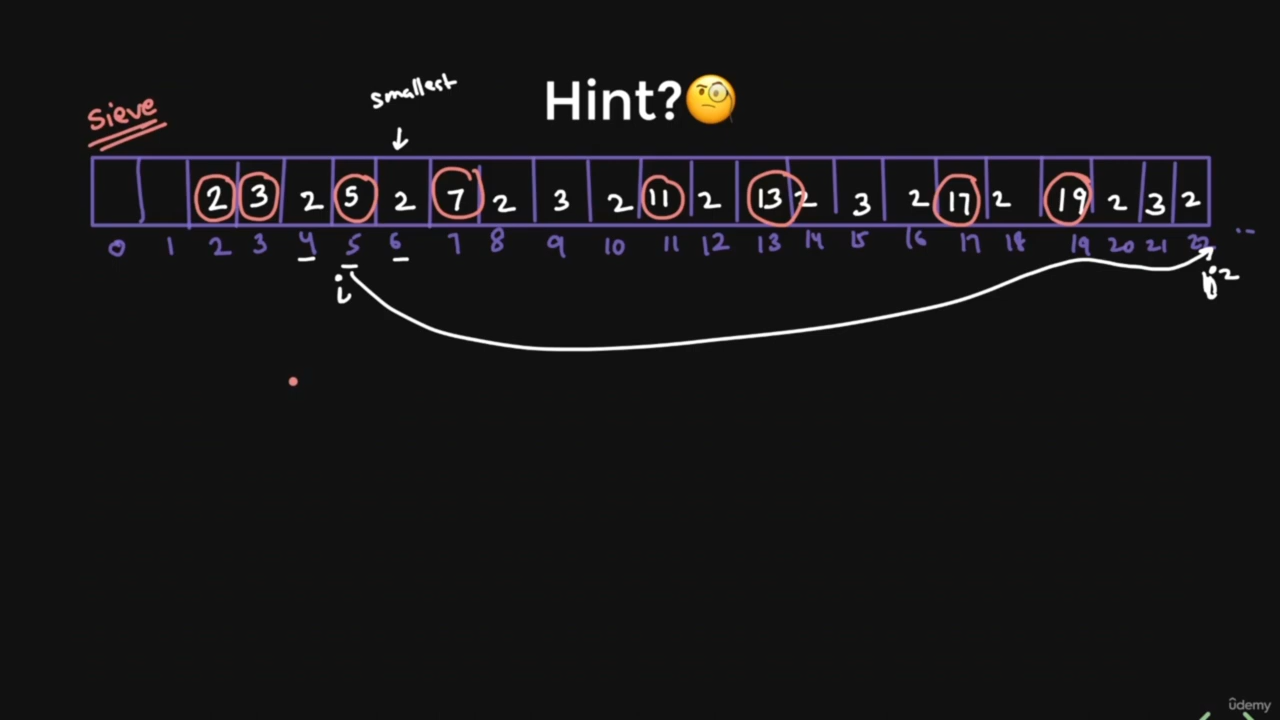 smallest
Hint?🧐
Sieve
2 3 2 5 2 7 2 3 2 11 2 13 2 3 2 17 2 19 2 3 2
0 1 2 3 4 5 6 7 8 9 10 11 12 13 14 15 16 17 18 19 20 21 22 ..
i
ûdemy